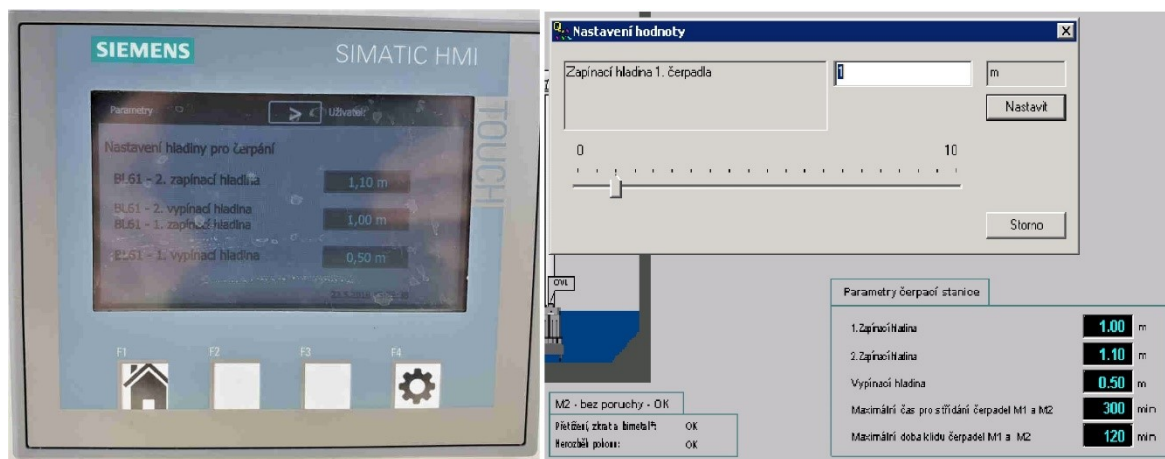 SIEMENS
SIMATIC HMI
TOUCH
Parametry
Uživatel:
Nastavení hladiny pro čerpání
BL61 - 2. zapínací hladina
1,10 m
BL61 - 2. vypínací hladina
BL61 - 1. zapínací hladina
1,00 m
BL61 - 1. vypínací hladina
0,50 m
F1
F2
F3
F4
Nastavení hodnoty
Zapínací hladina 1. čerpadla
1
m
Nastavit
0
10
Storno
OVL
M2 - bez poruchy - OK
Přetížení, zkrat a bimetal*:
OK
Nerozběh pohonu:
OK
Parametry čerpací stanice
1.Zapínací hladina
1.00 m
2.Zapínací hladina
1.10 m
Vypínací hladina
0.50 m
Maximální čas pro střídání čerpadel M1 a M2
300 min
Maximální doba klidu čerpadel M1 a M2
120 min